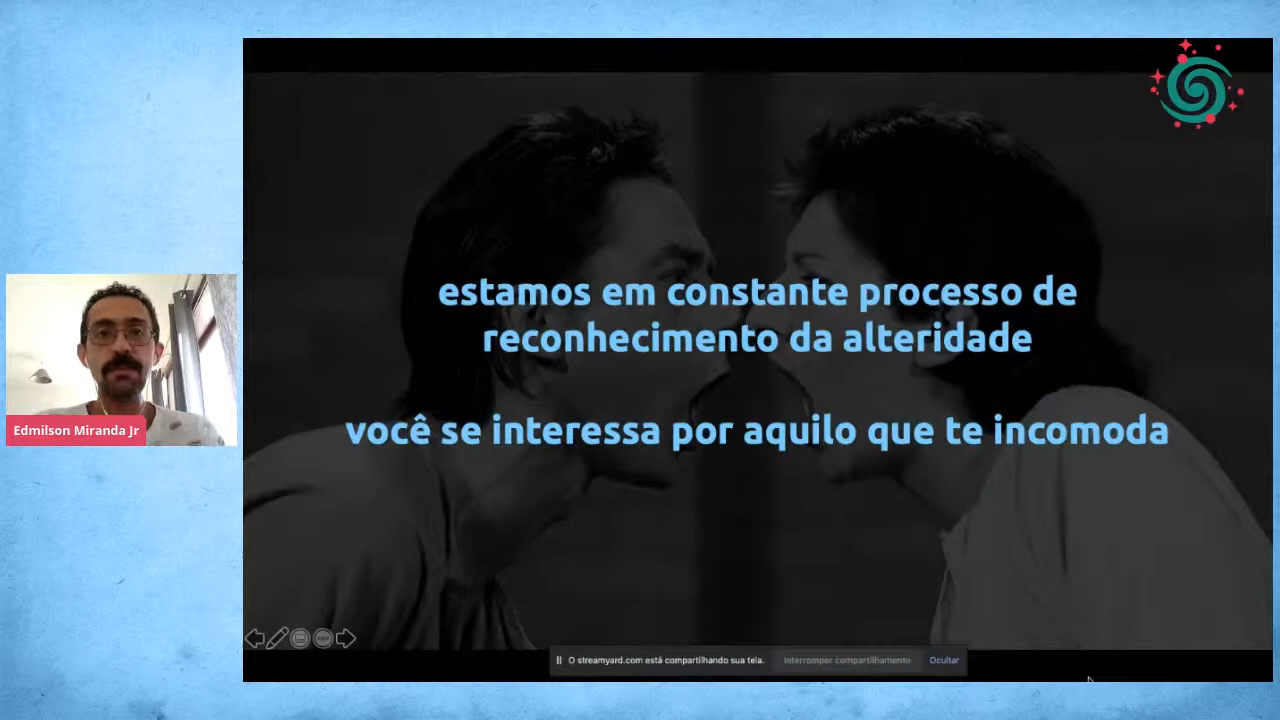 estamos em constante processo de
reconhecimento da alteridade
você se interessa por aquilo que te incomoda
Edmilson Miranda Jr
O streamyard.com está compartilhando sua tela.
Interromper compartilhamento
Ocultar